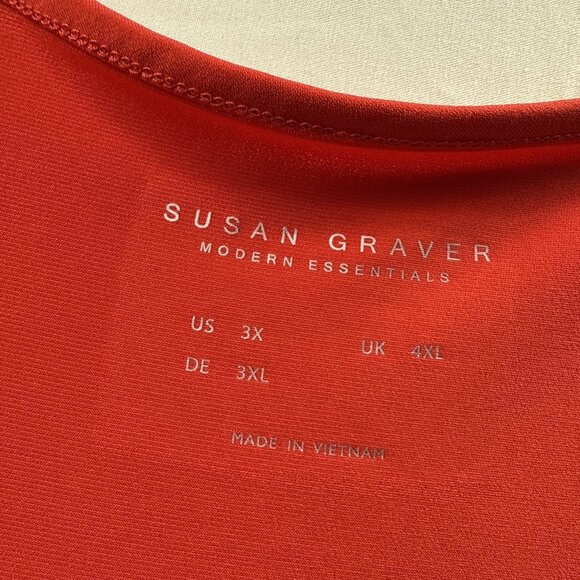 SUSAN GRAVER
MODERN ESSENTIALS
US 3X UK 4XL
DE 3XL
MADE IN VIETNAM